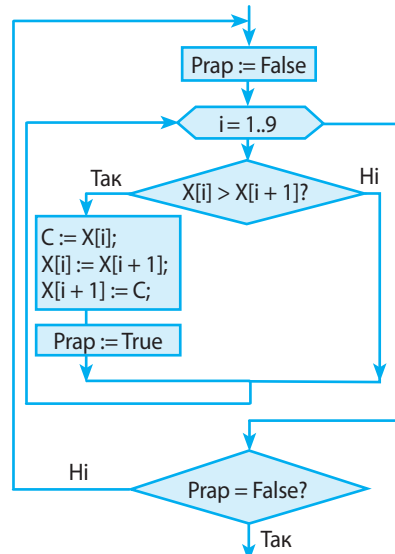 Prap := False
i = 1..9
X[i] > X[i + 1]?
Так
Ні
C := X[i];
X[i] := X[i + 1];
X[i + 1] := C;
Prap := True
Prap = False?
Ні
Так